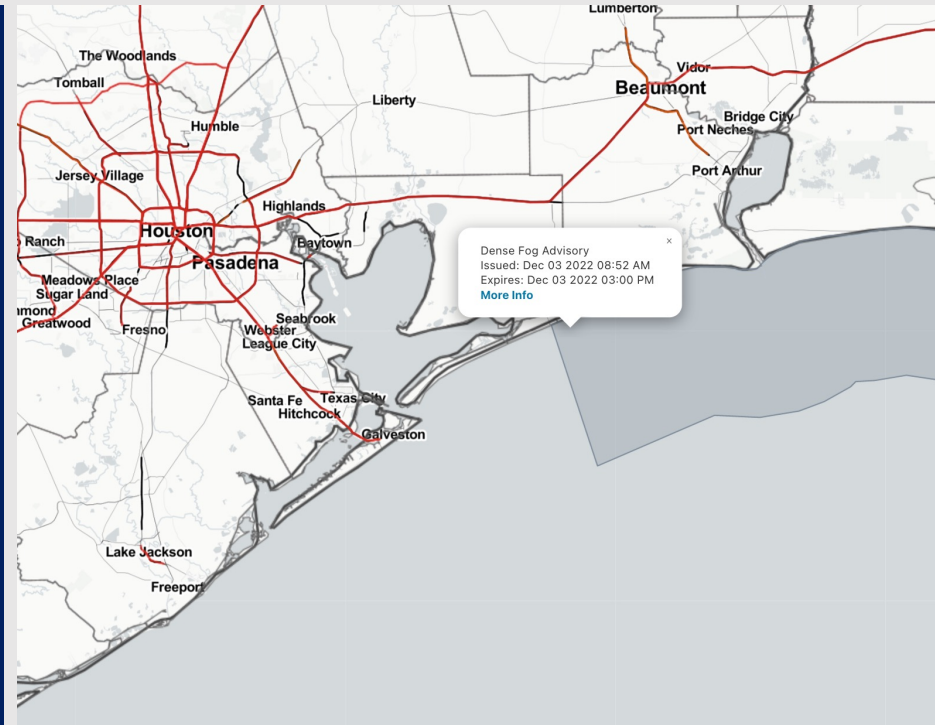 Lumberton
The Woodlands
Vidor
Tomball
Beaumont
Liberty
Bridge City
Humble
Port Neches
Port Arthur
Jersey Village
Highlands
Houston
Ranch
Baytown
Pasadena
×
Dense Fog Advisory
Issued: Dec 03 2022 08:52 AM
Expires: Dec 03 2022 03:00 PM
More Info
Meadows Place
Sugar Land
Greatwood
Fresno
Seabrook
Webster
League City
Santa Fe
Texas City
Hitchcock
Galveston
Lake Jackson
Freeport